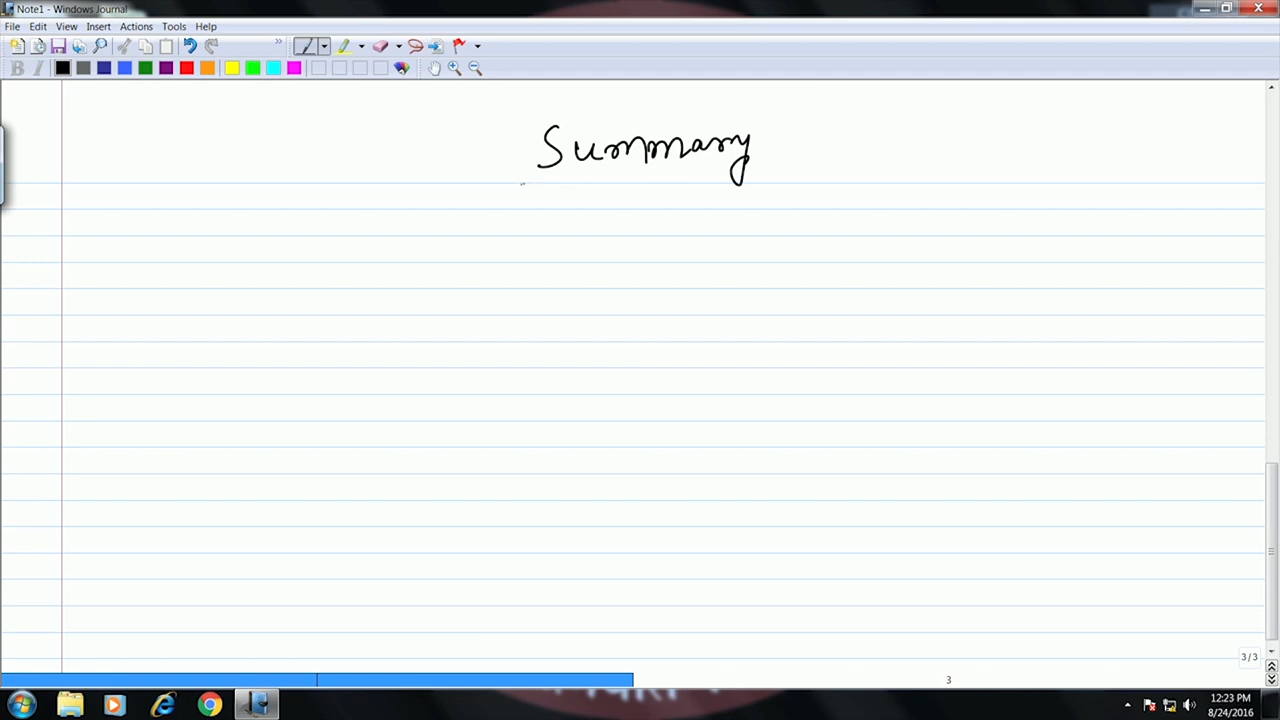 Note1 - Windows Journal
File Edit View Insert Actions Tools Help
B I
Summary
3/3
3
12:23 PM
8/24/2016